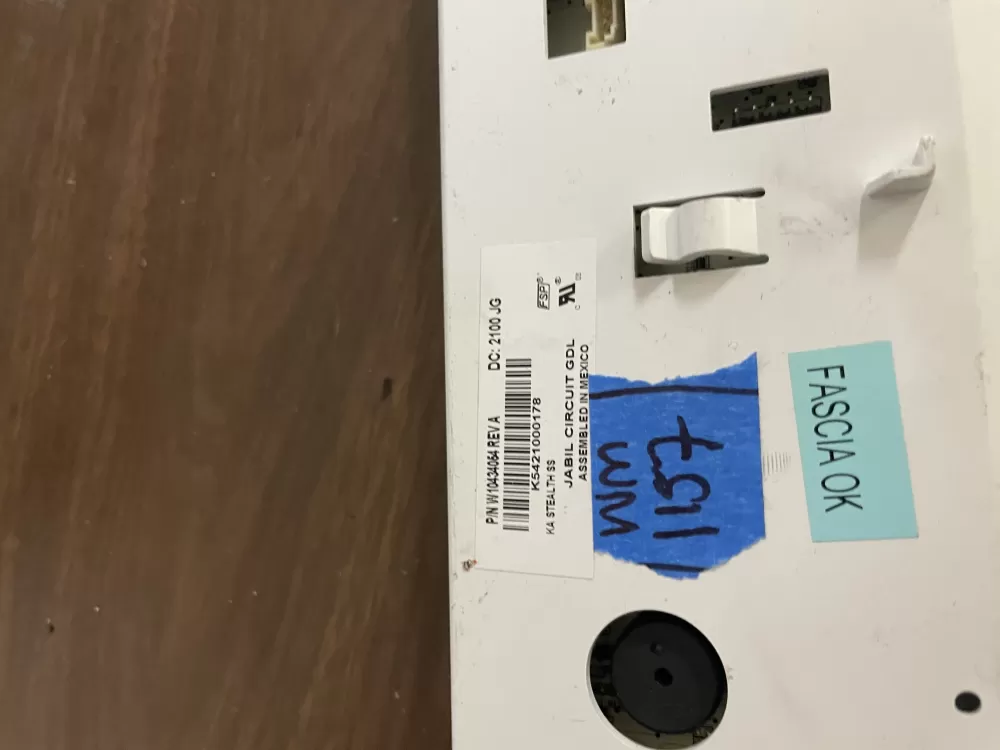 P/N W10434064 REV A DC: 2100 JG
K5421000178
KA STEALTH SS
FSP®
JABIL CIRCUIT GDL
ASSEMBLED IN MEXICO
WM
FASCIA OK